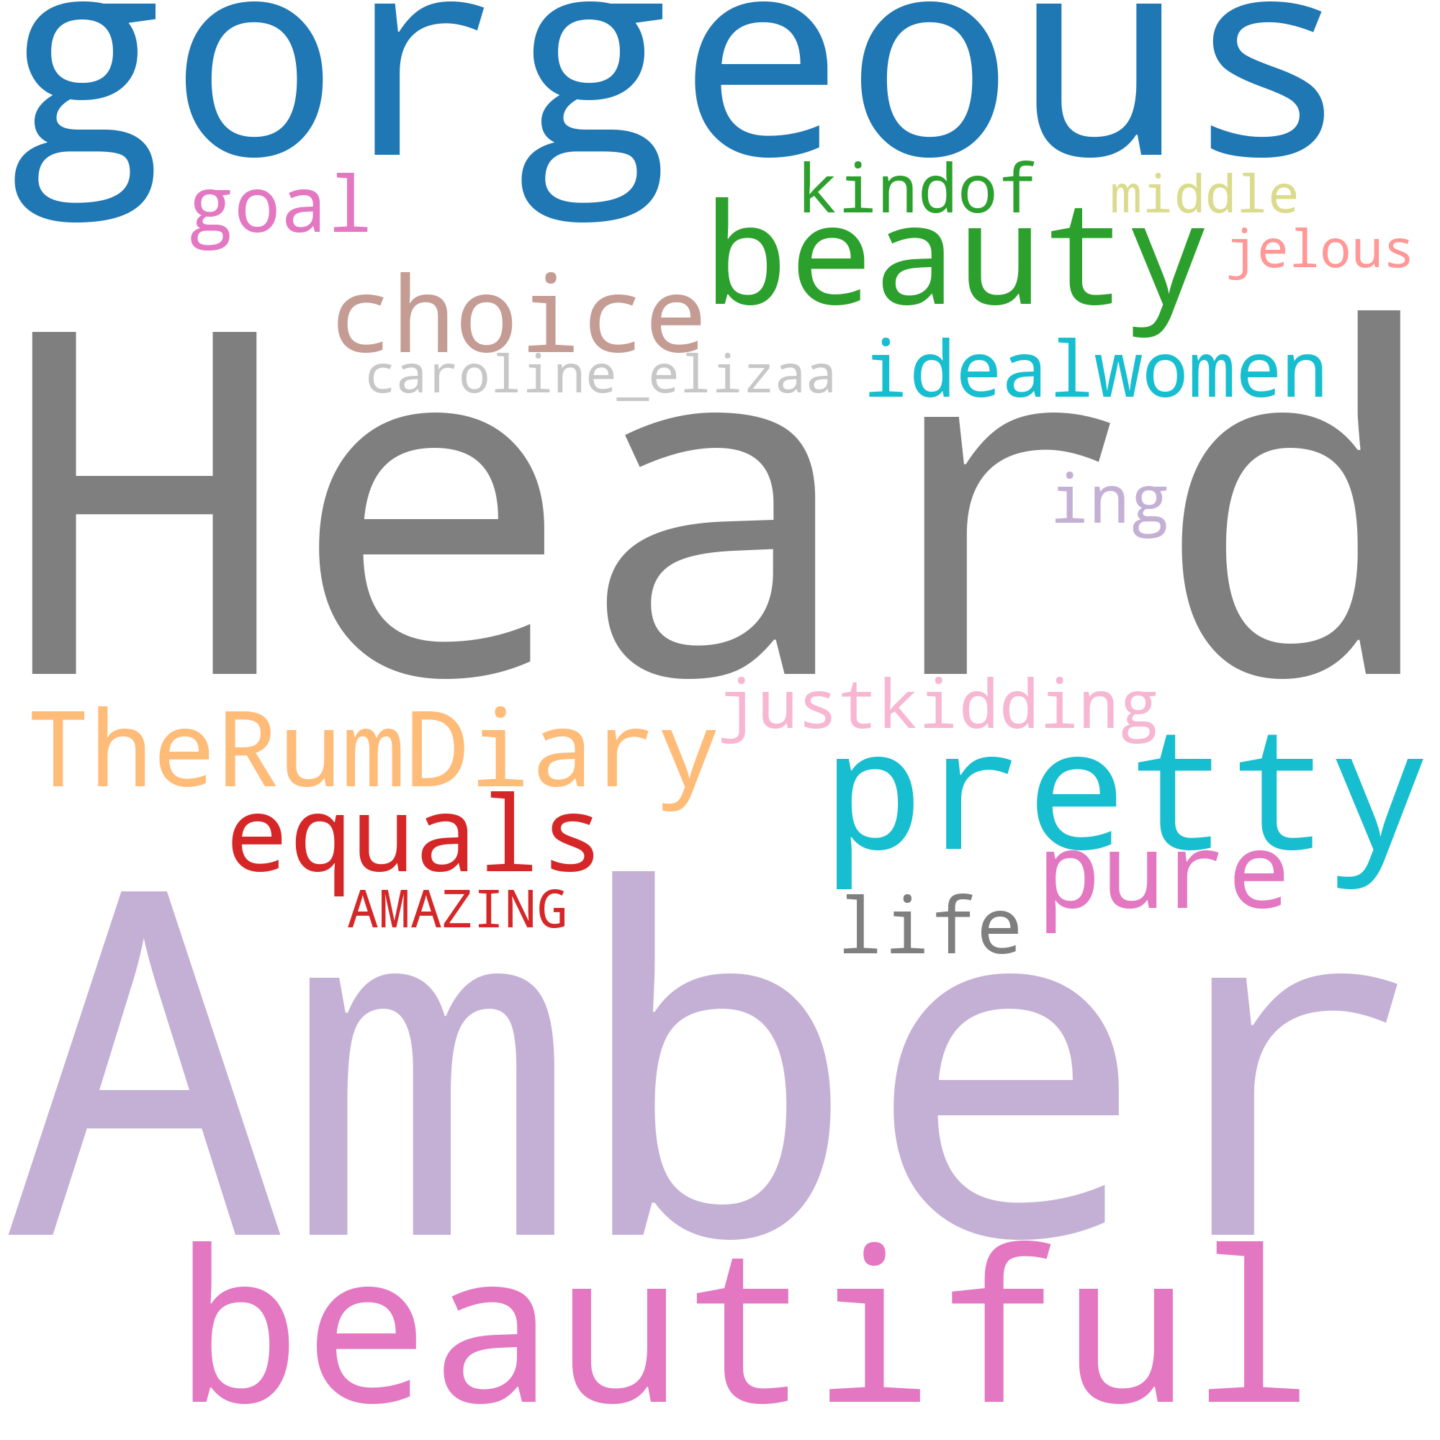 gorgeous
goal
kindof
middle
beauty
jelous
choice
caroline_elizaa
idealwomen
Heard
ing
justkidding
TheRumDiary
pretty
equals
pure
AMAZING
life
Amber
beautiful